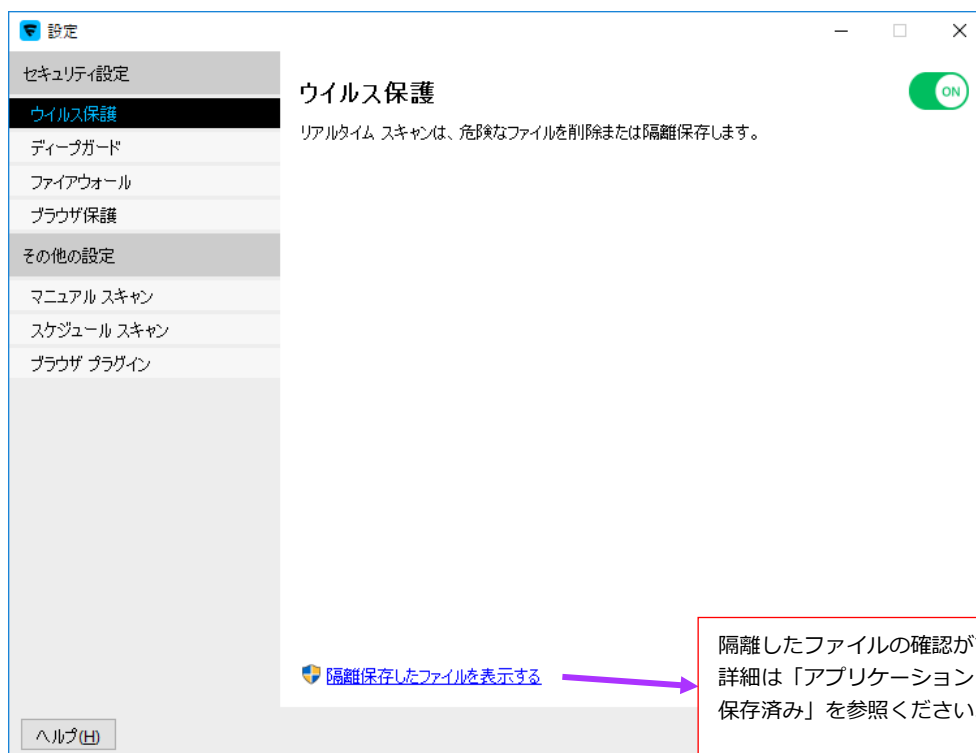 設定
セキュリティ設定
ウイルス保護
ディープガード
ファイアウォール
ブラウザ保護
その他の設定
マニュアル スキャン
スケジュール スキャン
ブラウザ プラグイン
ウイルス保護
ON
リアルタイム スキャンは、危険なファイルを削除または隔離保存します。
隔離保存したファイルを表示する
隔離したファイルの確認が
詳細は「アプリケーション
保存済み」を参照ください
ヘルプ(H)